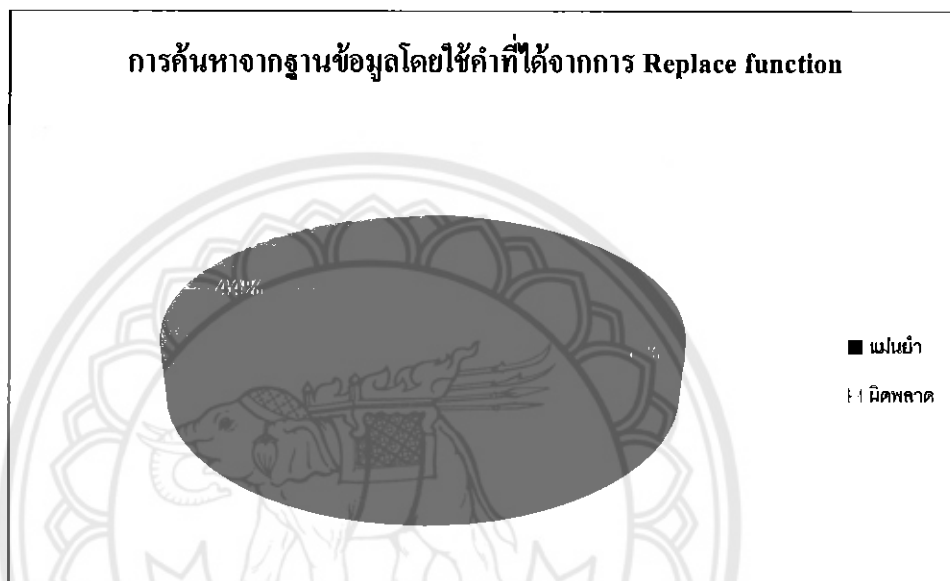 การค้นหาจากฐานข้อมูลโดยใช้คำที่ได้จากการ Replace function
44%
%
แม่นยำ
ผิดพลาด